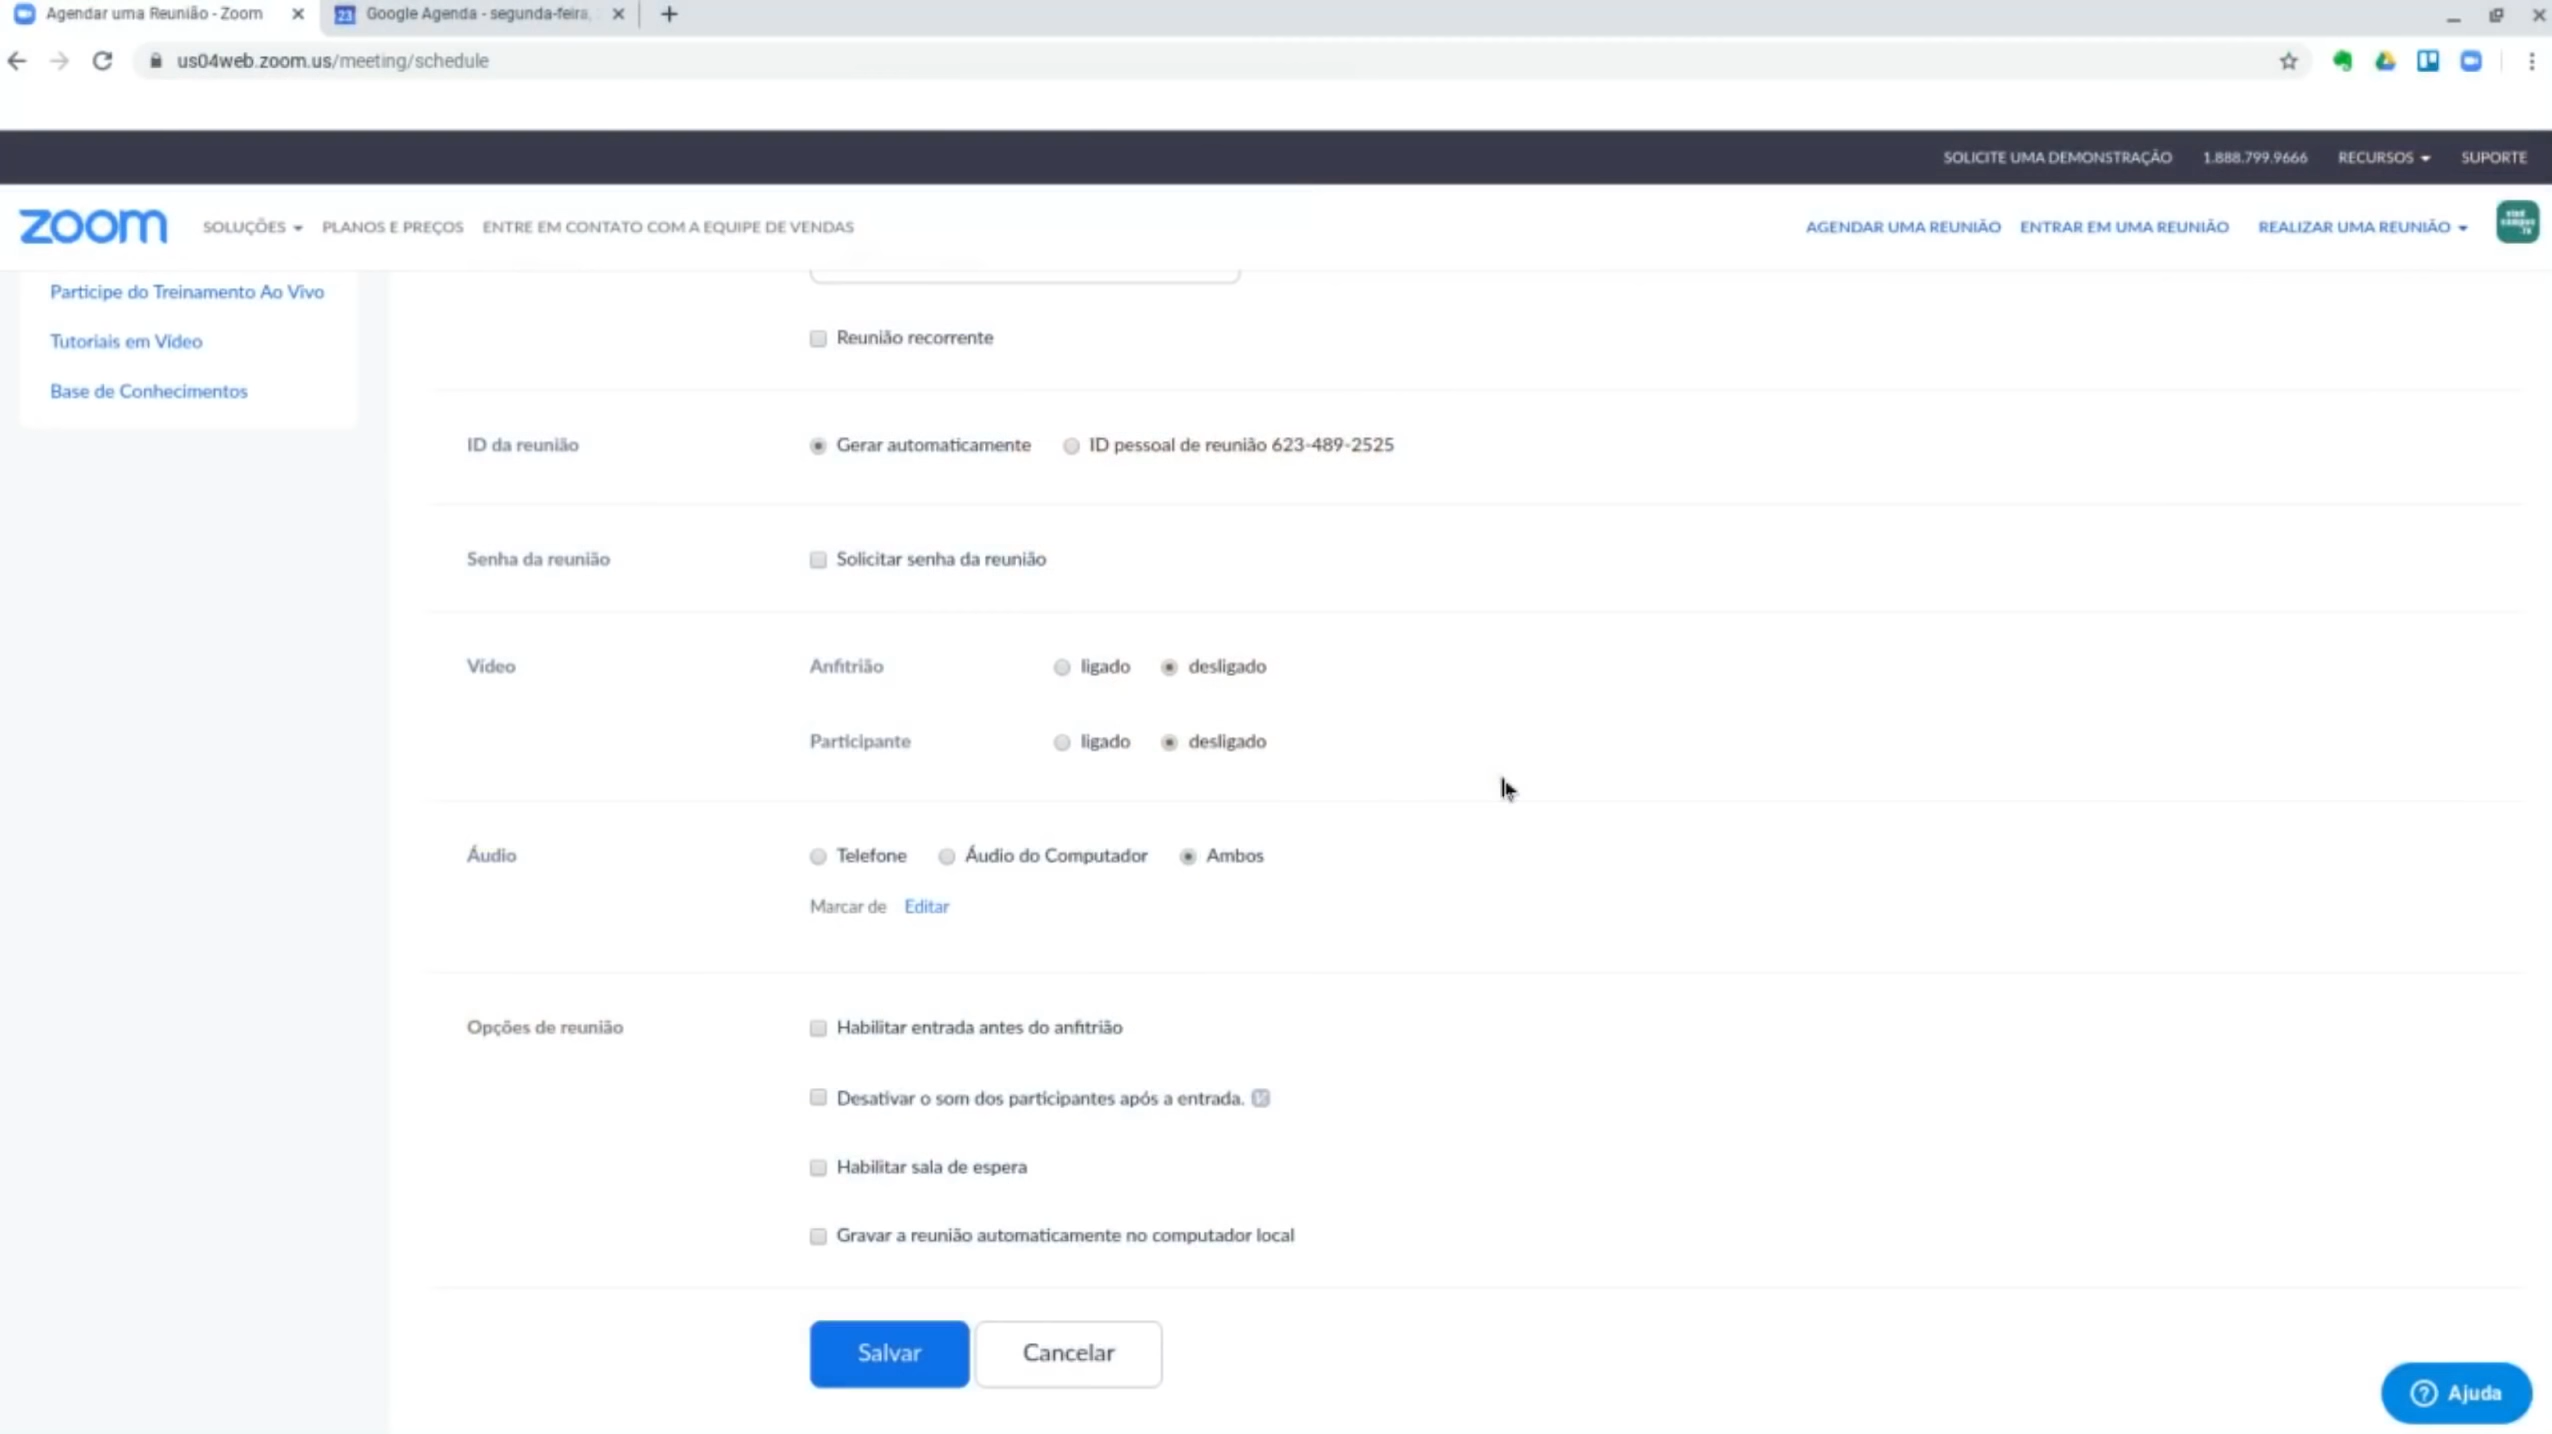 Agendar uma Reunião - Zoom
23 Google Agenda - segunda-feira,
us04web.zoom.us/meeting/schedule
SOLICITE UMA DEMONSTRAÇÃO 1.888.799.9666 RECURSOS SUPORTE
zoom SOLUÇÕES PLANOS E PREÇOS ENTRE EM CONTATO COM A EQUIPE DE VENDAS AGENDAR UMA REUNIÃO ENTRAR EM UMA REUNIÃO REALIZAR UMA REUNIÃO
Participe do Treinamento Ao Vivo
Tutoriais em Vídeo
Base de Conhecimentos
Reunião recorrente
ID da reunião Gerar automaticamente ID pessoal de reunião 623-489-2525
Senha da reunião Solicitar senha da reunião
Vídeo Anfitrião ligado desligado
Participante ligado desligado
Áudio Telefone Áudio do Computador Ambos
Marcar de Editar
Opções de reunião Habilitar entrada antes do anfitrião
Desativar o som dos participantes após a entrada.
Habilitar sala de espera
Gravar a reunião automaticamente no computador local
Salvar Cancelar
Ajuda